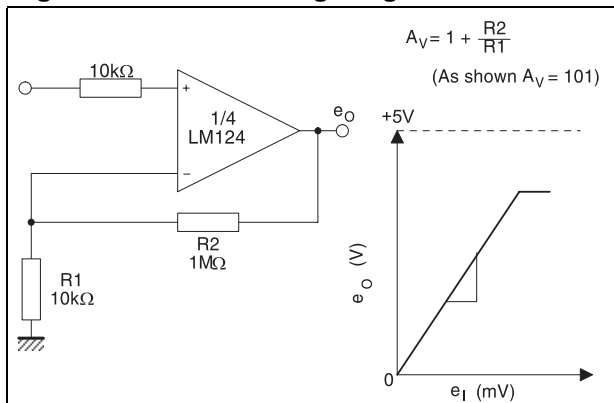 A_V = 1 + R2/R1
(As shown A_V = 101)
10kΩ
+
1/4
LM124
e_O
−
R2
1MΩ
R1
10kΩ
+5V
e_O (V)
0
e_I (mV)